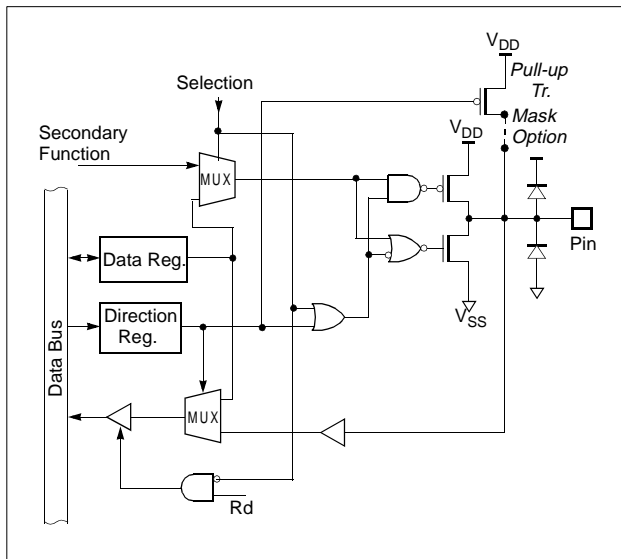 V_DD
Pull-up
Tr.
Selection
Mask
Option
Secondary
Function
V_DD
MUX
Pin
Data Reg.
Direction
Reg.
V_SS
Data Bus
MUX
Rd